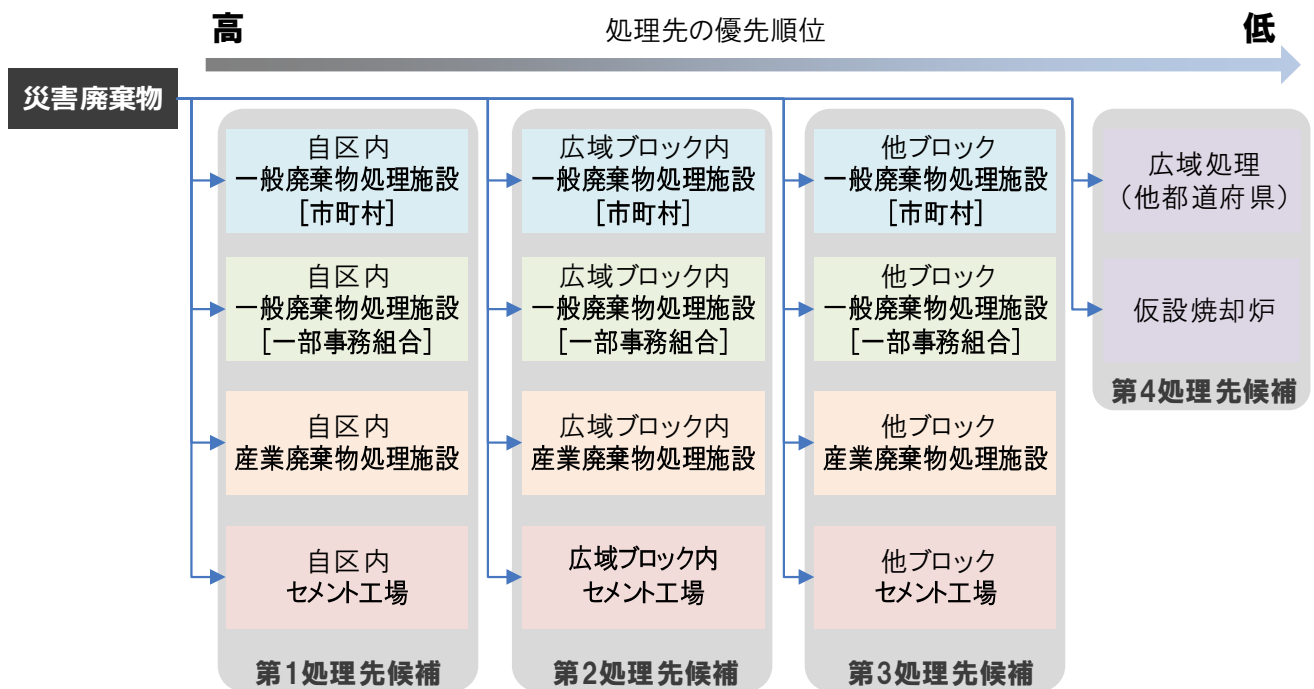 高
処理先の優先順位
低
災害廃棄物
自区内
一般廃棄物処理施設
[市町村]
自区内
一般廃棄物処理施設
[一部事務組合]
自区内
産業廃棄物処理施設
自区内
セメント工場
第1処理先候補
広域ブロック内
一般廃棄物処理施設
[市町村]
広域ブロック内
一般廃棄物処理施設
[一部事務組合]
広域ブロック内
産業廃棄物処理施設
広域ブロック内
セメント工場
第2処理先候補
他ブロック
一般廃棄物処理施設
[市町村]
他ブロック
一般廃棄物処理施設
[一部事務組合]
他ブロック
産業廃棄物処理施設
他ブロック
セメント工場
第3処理先候補
広域処理
(他都道府県)
仮設焼却炉
第4処理先候補